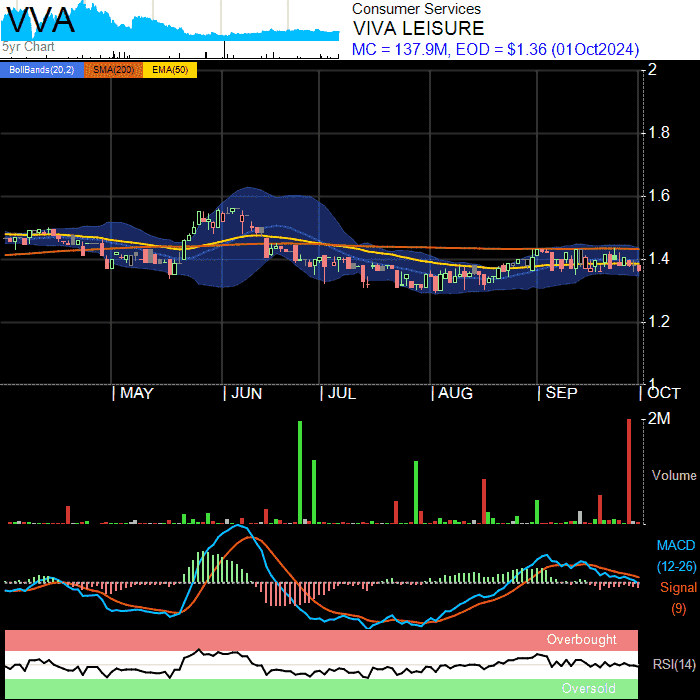 VVA
5yr Chart
Consumer Services
VIVA LEISURE
MC = 137.9M, EOD = $1.36 (01Oct2024)
BollBands(20,2) SMA(200) EMA(50)
2
1.8
1.6
1.4
1.2
1
MAY JUN JUL AUG SEP OCT
2M
Volume
MACD
(12-26)
Signal
(9)
Overbought
RSI(14)
Oversold